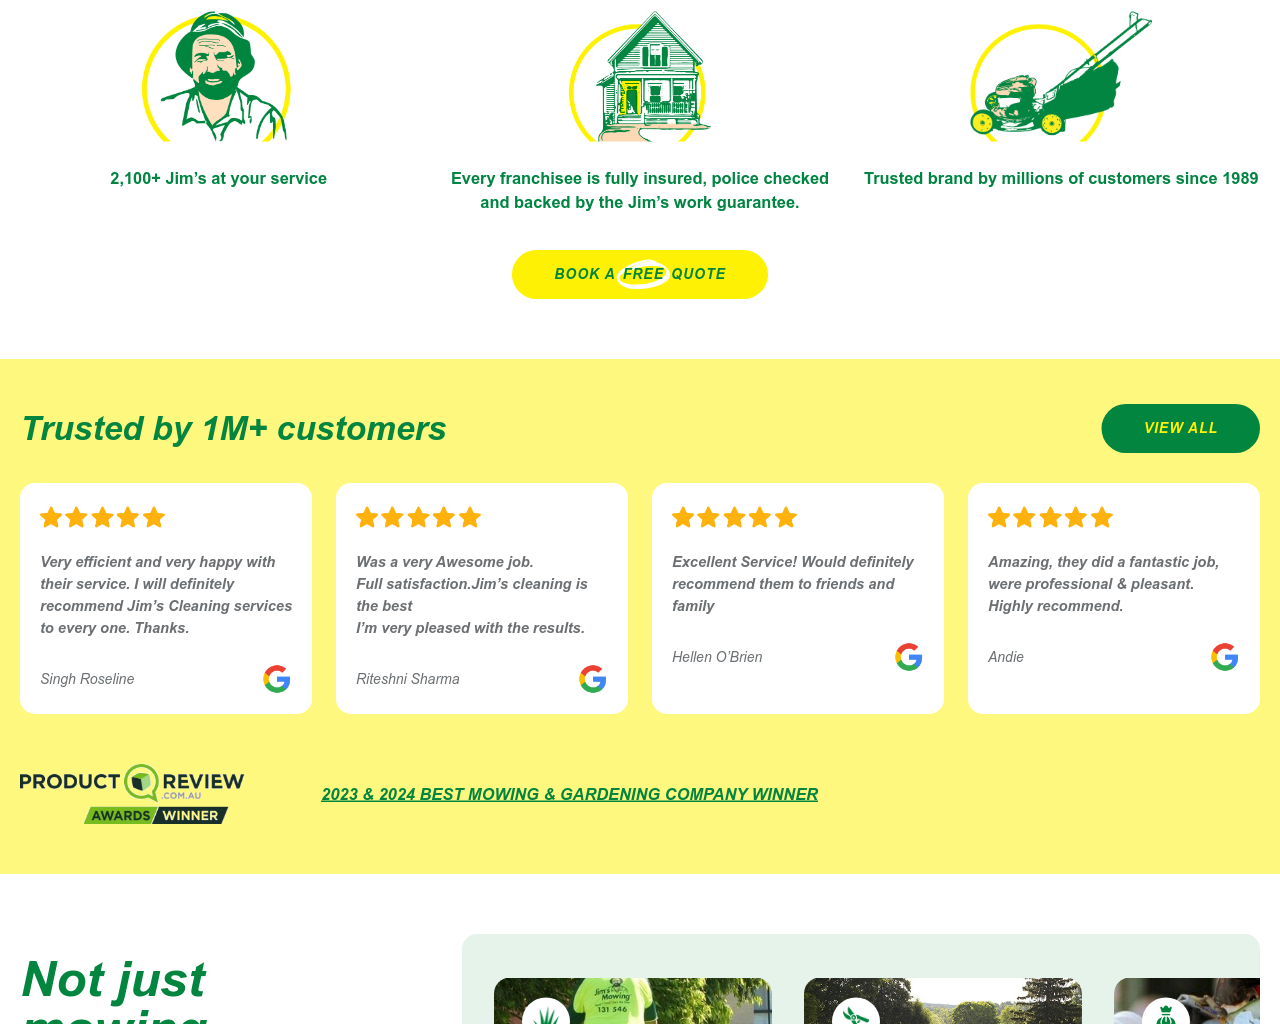 2,100+ Jim’s at your service
Every franchisee is fully insured, police checked
and backed by the Jim’s work guarantee.
Trusted brand by millions of customers since 1989
BOOK A FREE QUOTE
Trusted by 1M+ customers
VIEW ALL
Very efficient and very happy with
their service. I will definitely
recommend Jim’s Cleaning services
to every one. Thanks.
Singh Roseline
Was a very Awesome job.
Full satisfaction.Jim’s cleaning is
the best
I’m very pleased with the results.
Riteshni Sharma
Excellent Service! Would definitely
recommend them to friends and
family
Hellen O’Brien
Amazing, they did a fantastic job,
were professional & pleasant.
Highly recommend.
Andie
PRODUCT REVIEW
.COM.AU
AWARDS WINNER
2023 & 2024 BEST MOWING & GARDENING COMPANY WINNER
Not just
mowing
Jim's
Mowing
131 546